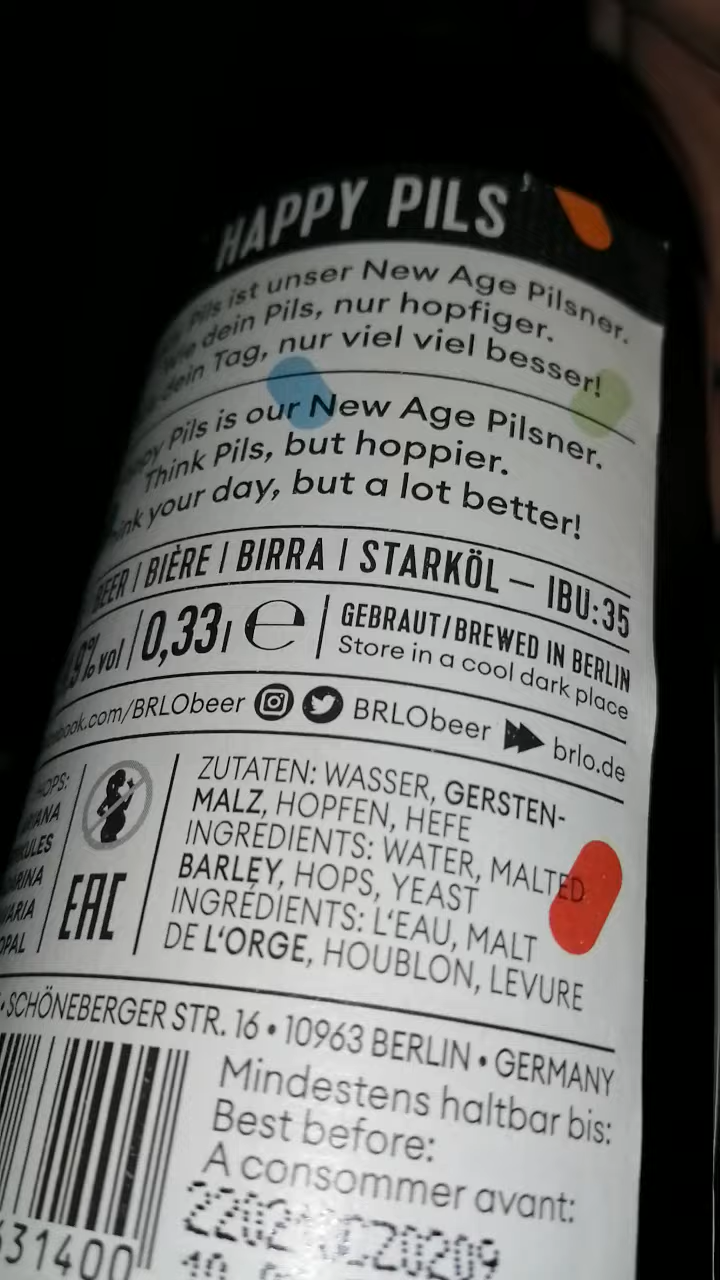 HAPPY PILS
Pils ist unser New Age Pilsner.
wie dein Pils, nur hopfiger.
dein Tag, nur viel viel besser!
Pils is our New Age Pilsner.
Think Pils, but hoppier.
your day, but a lot better!
BEER | BIÈRE | BIRRA | STARKÖL – IBU:35
vol | 0,33l e | GEBRAUT/BREWED IN BERLIN
Store in a cool dark place
.com/BRLObeer BRLObeer brlo.de
HOPS:
EAC
ZUTATEN: WASSER, GERSTEN-
MALZ, HOPFEN, HEFE
INGREDIENTS: WATER, MALTED
BARLEY, HOPS, YEAST
INGRÉDIENTS: L'EAU, MALT
DE L'ORGE, HOUBLON, LEVURE
• SCHÖNEBERGER STR. 16 • 10963 BERLIN • GERMANY
Mindestens haltbar bis:
Best before:
A consommer avant:
31400